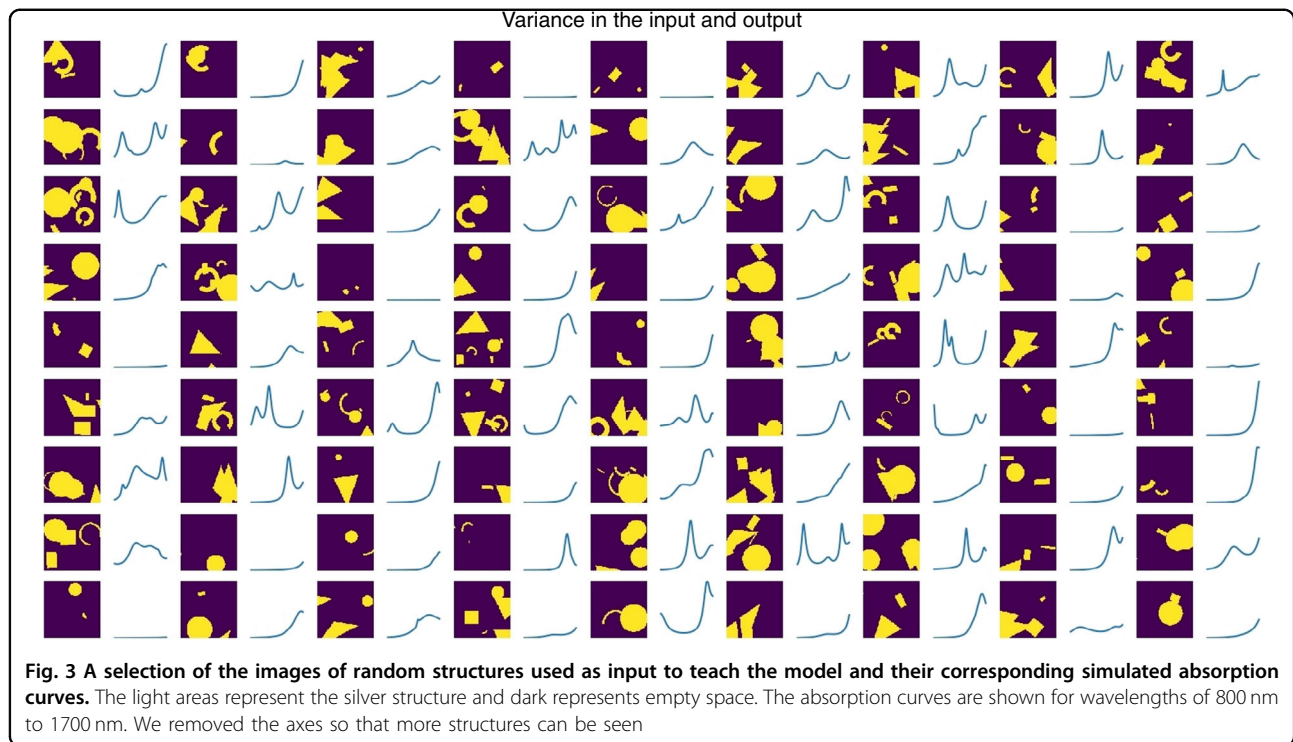 Variance in the input and output
Fig. 3 A selection of the images of random structures used as input to teach the model and their corresponding simulated absorption
curves. The light areas represent the silver structure and dark represents empty space. The absorption curves are shown for wavelengths of 800 nm
to 1700 nm. We removed the axes so that more structures can be seen